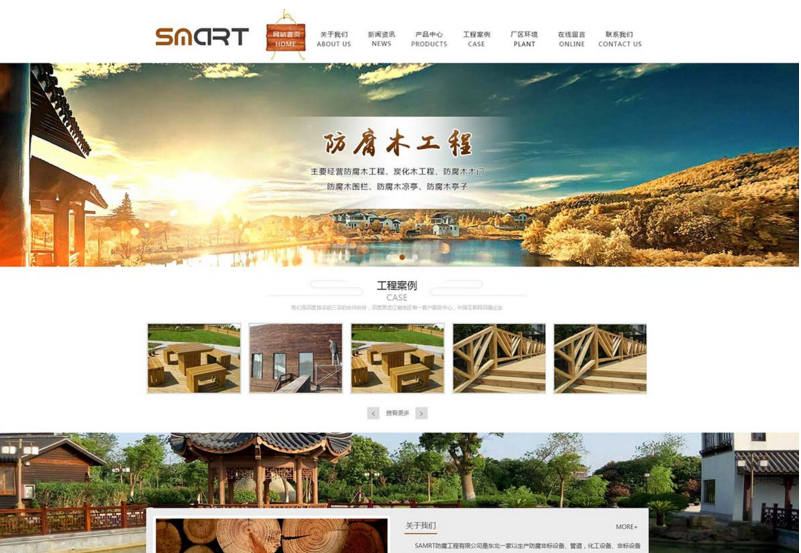 SMART
网站首页 关于我们 新闻资讯 产品中心 工程案例 厂区环境 在线留言 联系我们
HOME ABOUT US NEWS PRODUCTS CASE PLANT ONLINE CONTACT US
防腐木工程
主要经营防腐木工程、炭化木工程、防腐木木门
防腐木围栏、防腐木凉亭、防腐木亭子
工程案例
CASE
查看更多
关于我们 MORE+
SAMRT防腐工程有限公司是东北一家以生产防腐非标设备、管道，化工设备、非标设备